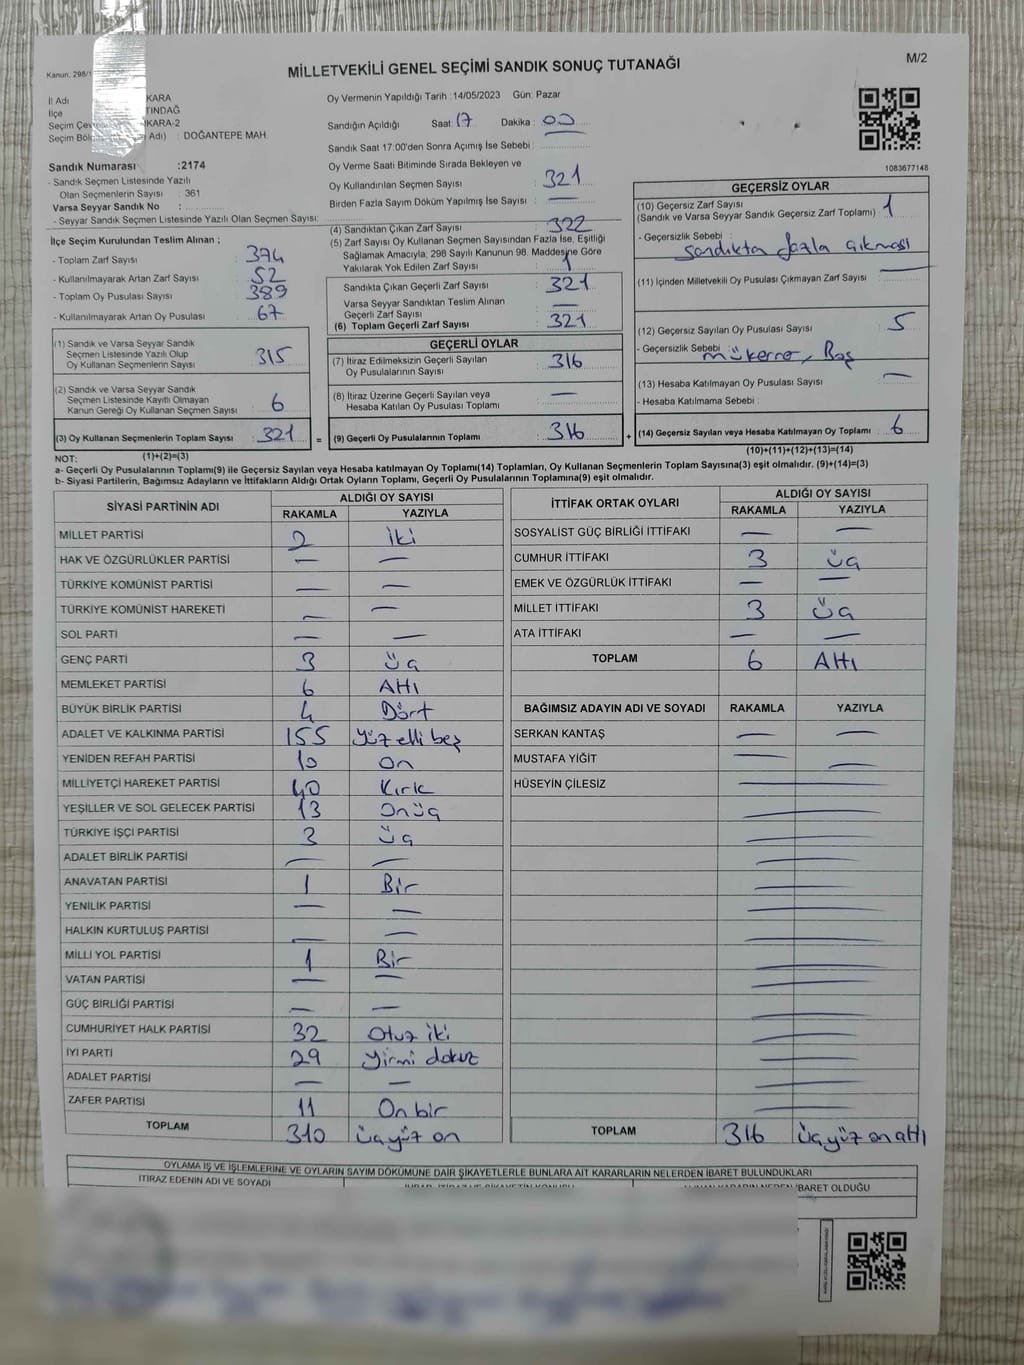 M/2
Kanun: 298/1
MİLLETVEKİLİ GENEL SEÇİMİ SANDIK SONUÇ TUTANAĞI
İl Adı KARA
İlçe TINDAĞ
Seçim Çev KARA-2
Seçim Böl Adı) : DOĞANTEPE MAH.
Oy Vermenin Yapıldığı Tarih :14/05/2023 Gün: Pazar
Sandığın Açıldığı Saat: 17 Dakika : 00
Sandık Saat 17:00'den Sonra Açılmış İse Sebebi :
Sandık Numarası :2174
- Sandık Seçmen Listesinde Yazılı
Olan Seçmenlerin Sayısı : 361
Varsa Seyyar Sandık No :
- Seyyar Sandık Seçmen Listesinde Yazılı Olan Seçmen Sayısı:
Oy Verme Saati Bitiminde Sırada Bekleyen ve
Oy Kullandırılan Seçmen Sayısı : 321
Birden Fazla Sayım Döküm Yapılmış İse Sayısı : —
1083677148
İlçe Seçim Kurulundan Teslim Alınan ;
- Toplam Zarf Sayısı : 374
- Kullanılmayarak Artan Zarf Sayısı : 52
- Toplam Oy Pusulası Sayısı : 389
- Kullanılmayarak Artan Oy Pusulası : 67
(4) Sandıktan Çıkan Zarf Sayısı : 322
(5) Zarf Sayısı Oy Kullanan Seçmen Sayısından Fazla İse, Eşitliği
Sağlamak Amacıyla; 298 Sayılı Kanunun 98. Maddesine Göre
Yakılarak Yok Edilen Zarf Sayısı : 1
Sandıkta Çıkan Geçerli Zarf Sayısı : 321
Varsa Seyyar Sandıktan Teslim Alınan
Geçerli Zarf Sayısı : —
(6) Toplam Geçerli Zarf Sayısı : 321
GEÇERSİZ OYLAR
(10) Geçersiz Zarf Sayısı
(Sandık ve Varsa Seyyar Sandık Geçersiz Zarf Toplamı) : 1
- Geçersizlik Sebebi : sandıkta fazla çıkması
(11) İçinden Milletvekili Oy Pusulası Çıkmayan Zarf Sayısı : —
(12) Geçersiz Sayılan Oy Pusulası Sayısı : 5
- Geçersizlik Sebebi : mükerrer, Boş
(13) Hesaba Katılmayan Oy Pusulası Sayısı : —
- Hesaba Katılmama Sebebi :
(14) Geçersiz Sayılan veya Hesaba Katılmayan Oy Toplamı : 6
(10)+(11)+(12)+(13)=(14)
(1) Sandık ve Varsa Seyyar Sandık
Seçmen Listesinde Yazılı Olup
Oy Kullanan Seçmenlerin Sayısı : 315
(2) Sandık ve Varsa Seyyar Sandık
Seçmen Listesinde Kayıtlı Olmayan
Kanun Gereği Oy Kullanan Seçmen Sayısı : 6
(3) Oy Kullanan Seçmenlerin Toplam Sayısı : 321 =
GEÇERLİ OYLAR
(7) İtiraz Edilmeksizin Geçerli Sayılan
Oy Pusulalarının Sayısı : 316
(8) İtiraz Üzerine Geçerli Sayılan veya
Hesaba Katılan Oy Pusulası Toplamı : —
(9) Geçerli Oy Pusulalarının Toplamı : 316 +
NOT: (1)+(2)=(3)
a- Geçerli Oy Pusulalarının Toplamı(9) ile Geçersiz Sayılan veya Hesaba katılmayan Oy Toplamı(14) Toplamları, Oy Kullanan Seçmenlerin Toplam Sayısına(3) eşit olmalıdır. (9)+(14)=(3)
b- Siyasi Partilerin, Bağımsız Adayların ve İttifakların Aldığı Ortak Oyların Toplamı, Geçerli Oy Pusulalarının Toplamına(9) eşit olmalıdır.
SİYASİ PARTİNİN ADI ALDIĞI OY SAYISI
RAKAMLA YAZIYLA
MİLLET PARTİSİ 2 iki
HAK VE ÖZGÜRLÜKLER PARTİSİ — —
TÜRKİYE KOMÜNİST PARTİSİ — —
TÜRKİYE KOMÜNİST HAREKETİ — —
SOL PARTİ — —
GENÇ PARTİ 3 üç
MEMLEKET PARTİSİ 6 Altı
BÜYÜK BİRLİK PARTİSİ 4 Dört
ADALET VE KALKINMA PARTİSİ 155 Yüz elli beş
YENİDEN REFAH PARTİSİ 10 on
MİLLİYETÇİ HAREKET PARTİSİ 40 Kırk
YEŞİLLER VE SOL GELECEK PARTİSİ 13 Onüç
TÜRKİYE İŞÇİ PARTİSİ 3 üç
ADALET BİRLİK PARTİSİ — —
ANAVATAN PARTİSİ 1 Bir
YENİLİK PARTİSİ — —
HALKIN KURTULUŞ PARTİSİ — —
MİLLİ YOL PARTİSİ 1 Bir
VATAN PARTİSİ — —
GÜÇ BİRLİĞİ PARTİSİ — —
CUMHURİYET HALK PARTİSİ 32 Otuz iki
İYİ PARTİ 29 yirmi dokuz
ADALET PARTİSİ — —
ZAFER PARTİSİ 11 On bir
TOPLAM 310 üçyüz on
İTTİFAK ORTAK OYLARI ALDIĞI OY SAYISI
RAKAMLA YAZIYLA
SOSYALİST GÜÇ BİRLİĞİ İTTİFAKI — —
CUMHUR İTTİFAKI 3 üç
EMEK VE ÖZGÜRLÜK İTTİFAKI — —
MİLLET İTTİFAKI 3 üç
ATA İTTİFAKI — —
TOPLAM 6 Altı
BAĞIMSIZ ADAYIN ADI VE SOYADI RAKAMLA YAZIYLA
SERKAN KANTAŞ — —
MUSTAFA YİĞİT — —
HÜSEYİN ÇİLESİZ — —
TOPLAM 316 üçyüz on altı
OYLAMA İŞ VE İŞLEMLERİNE VE OYLARIN SAYIM DÖKÜMÜNE DAİR ŞİKAYETLERLE BUNLARA AİT KARARLARIN NELERDEN İBARET BULUNDUKLARI
İTİRAZ EDENİN ADI VE SOYADI
İBARET OLDUĞU